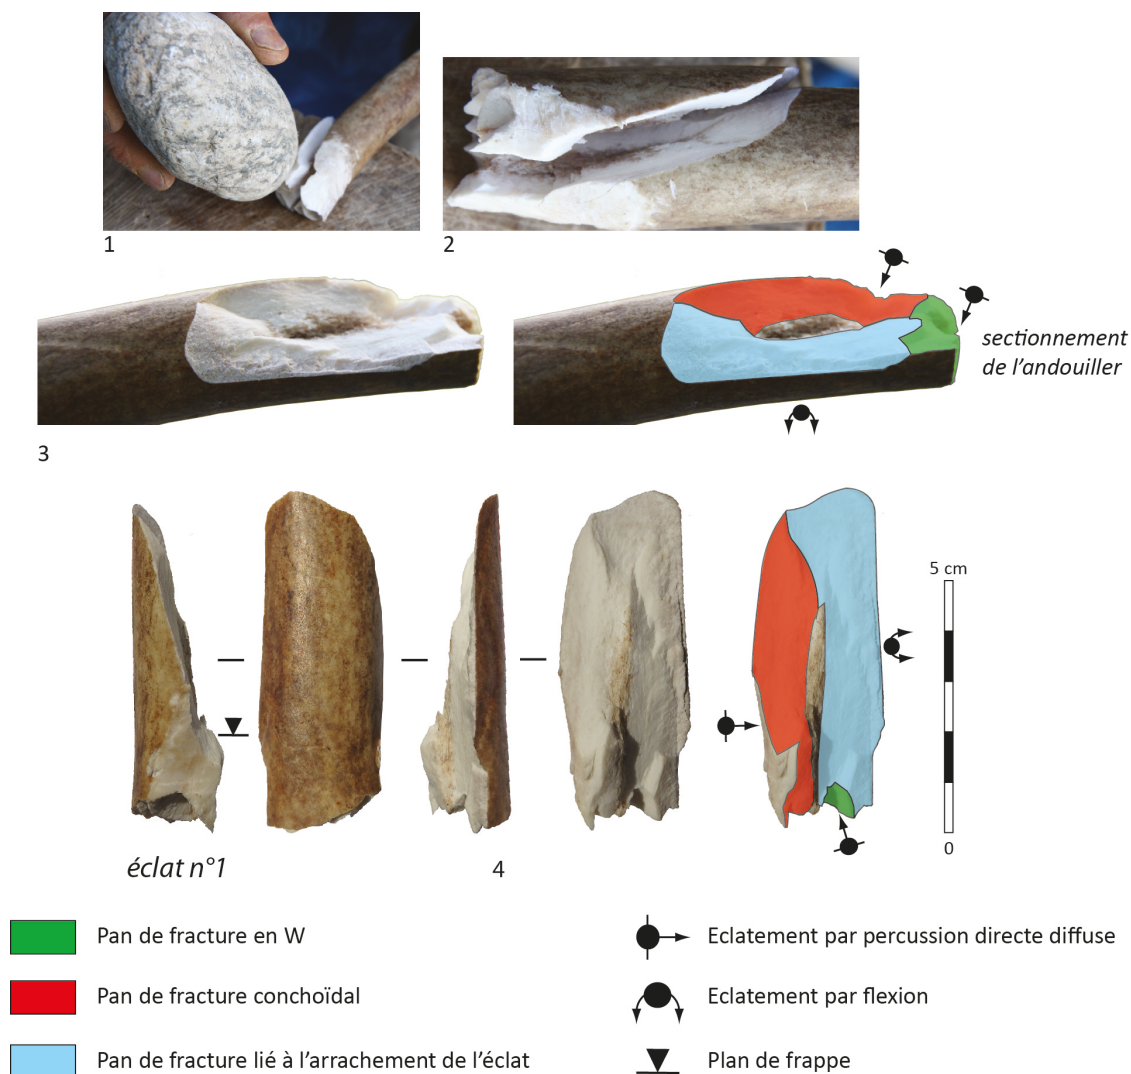 1
2
sectionnement
de l'andouiller
3
5 cm
0
éclat n°1
4
Pan de fracture en W
Eclatement par percussion directe diffuse
Pan de fracture conchoïdal
Eclatement par flexion
Pan de fracture lié à l'arrachement de l'éclat
Plan de frappe